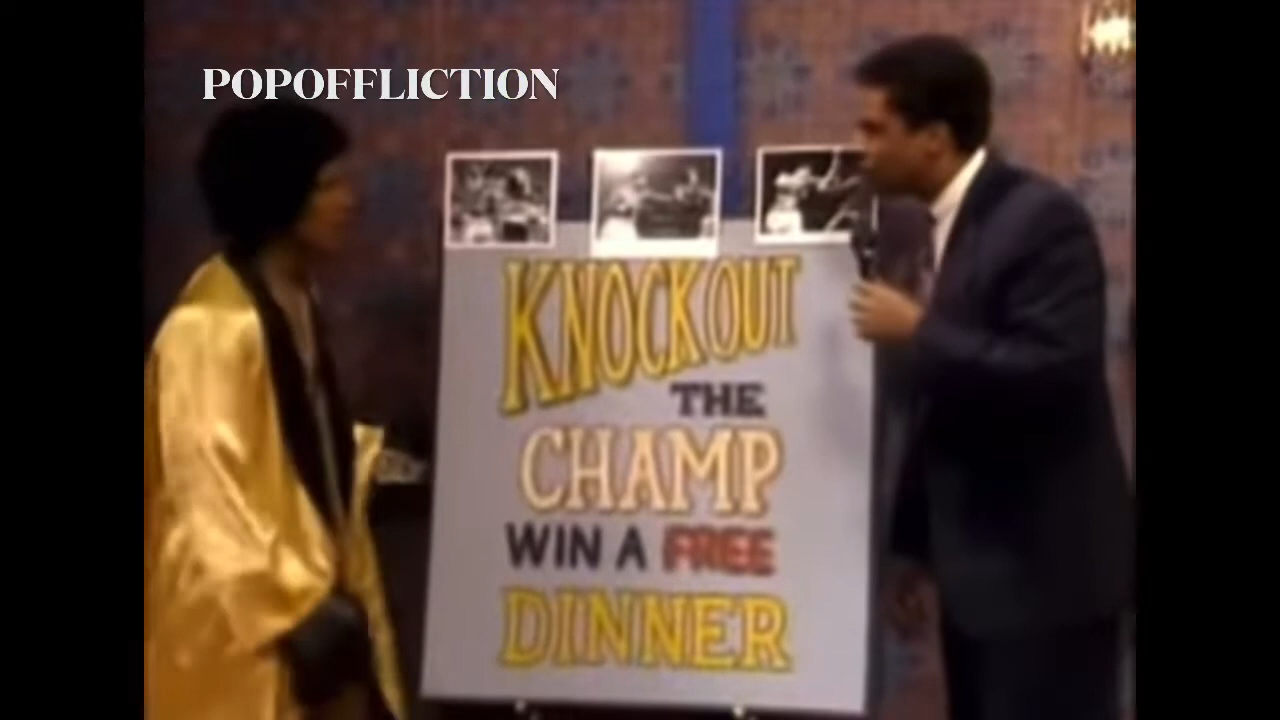 POPOFFLICTION
KNOCKOUT
THE
CHAMP
WIN A FREE
DINNER